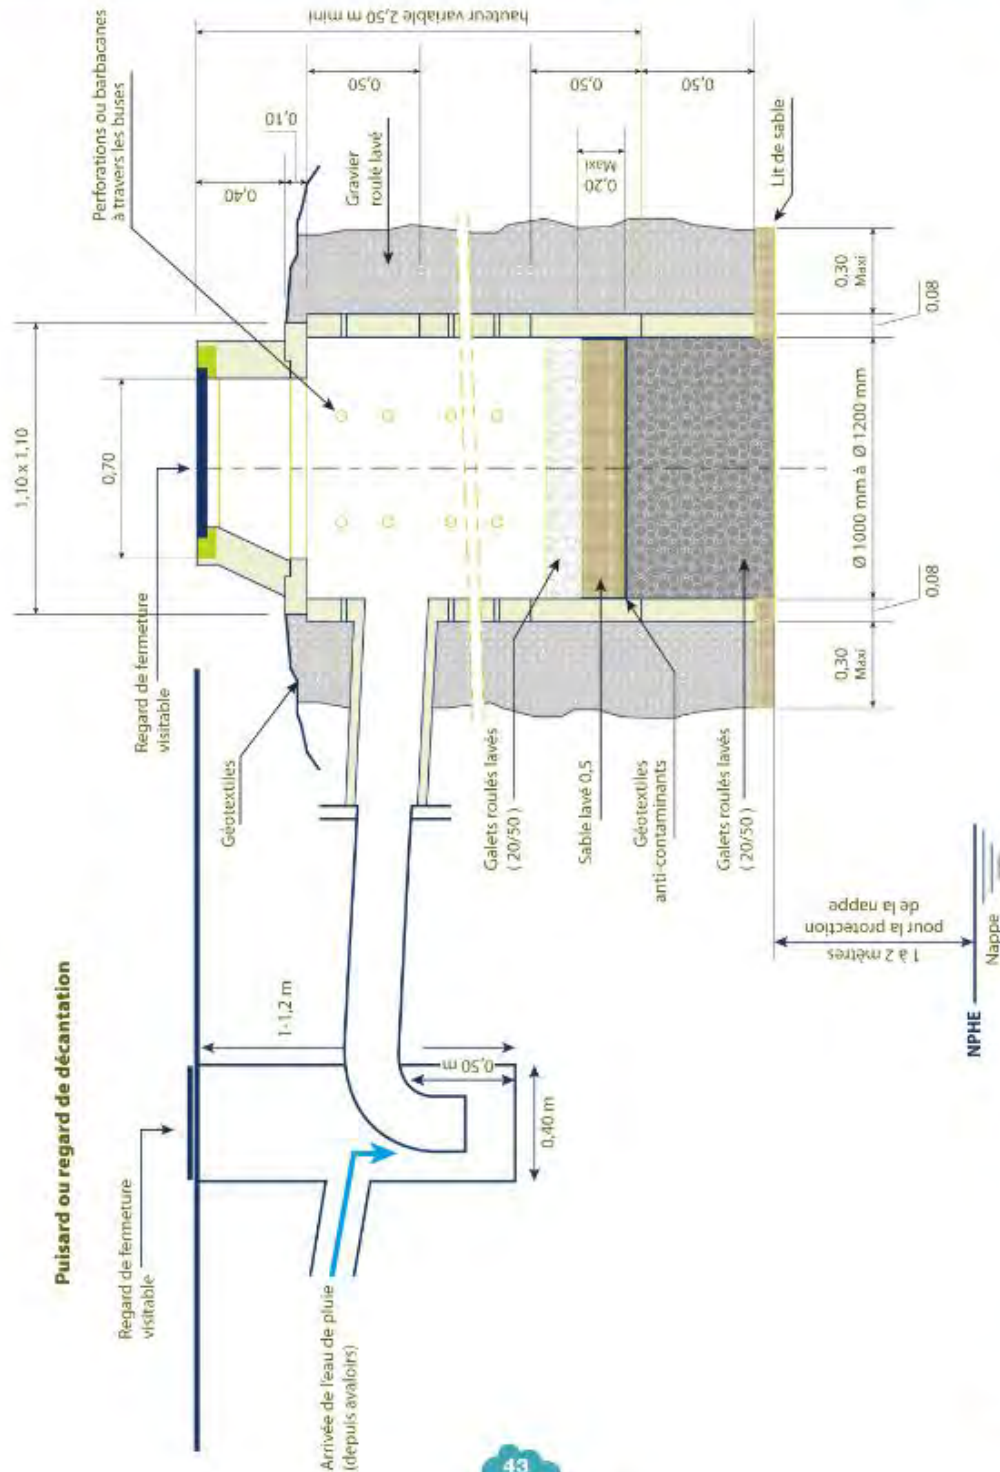 Puisard ou regard de décantation
Regard de fermeture
visitable
Arrivée de l'eau de pluie
(depuis avaloirs)
1-1,2 m
0,50 m
0,40 m
Regard de fermeture
visitable
Géotextiles
1,10 x 1,10
0,70
Perforations ou barbacanes
à travers les buses
0,40
0,10
hauteur variable 2,50 m mini
0,50
Gravier
roulé lavé
0,50
0,20
Maxi
0,50
Lit de sable
Galets roulés lavés
( 20/50 )
Sable lavé 0,5
Géotextiles
anti-contaminants
Galets roulés lavés
( 20/50 )
0,30
Maxi
0,08
Ø 1000 mm à Ø 1200 mm
0,30
Maxi
0,08
1 à 2 mètres
pour la protection
de la nappe
NPHE
Nappe
43